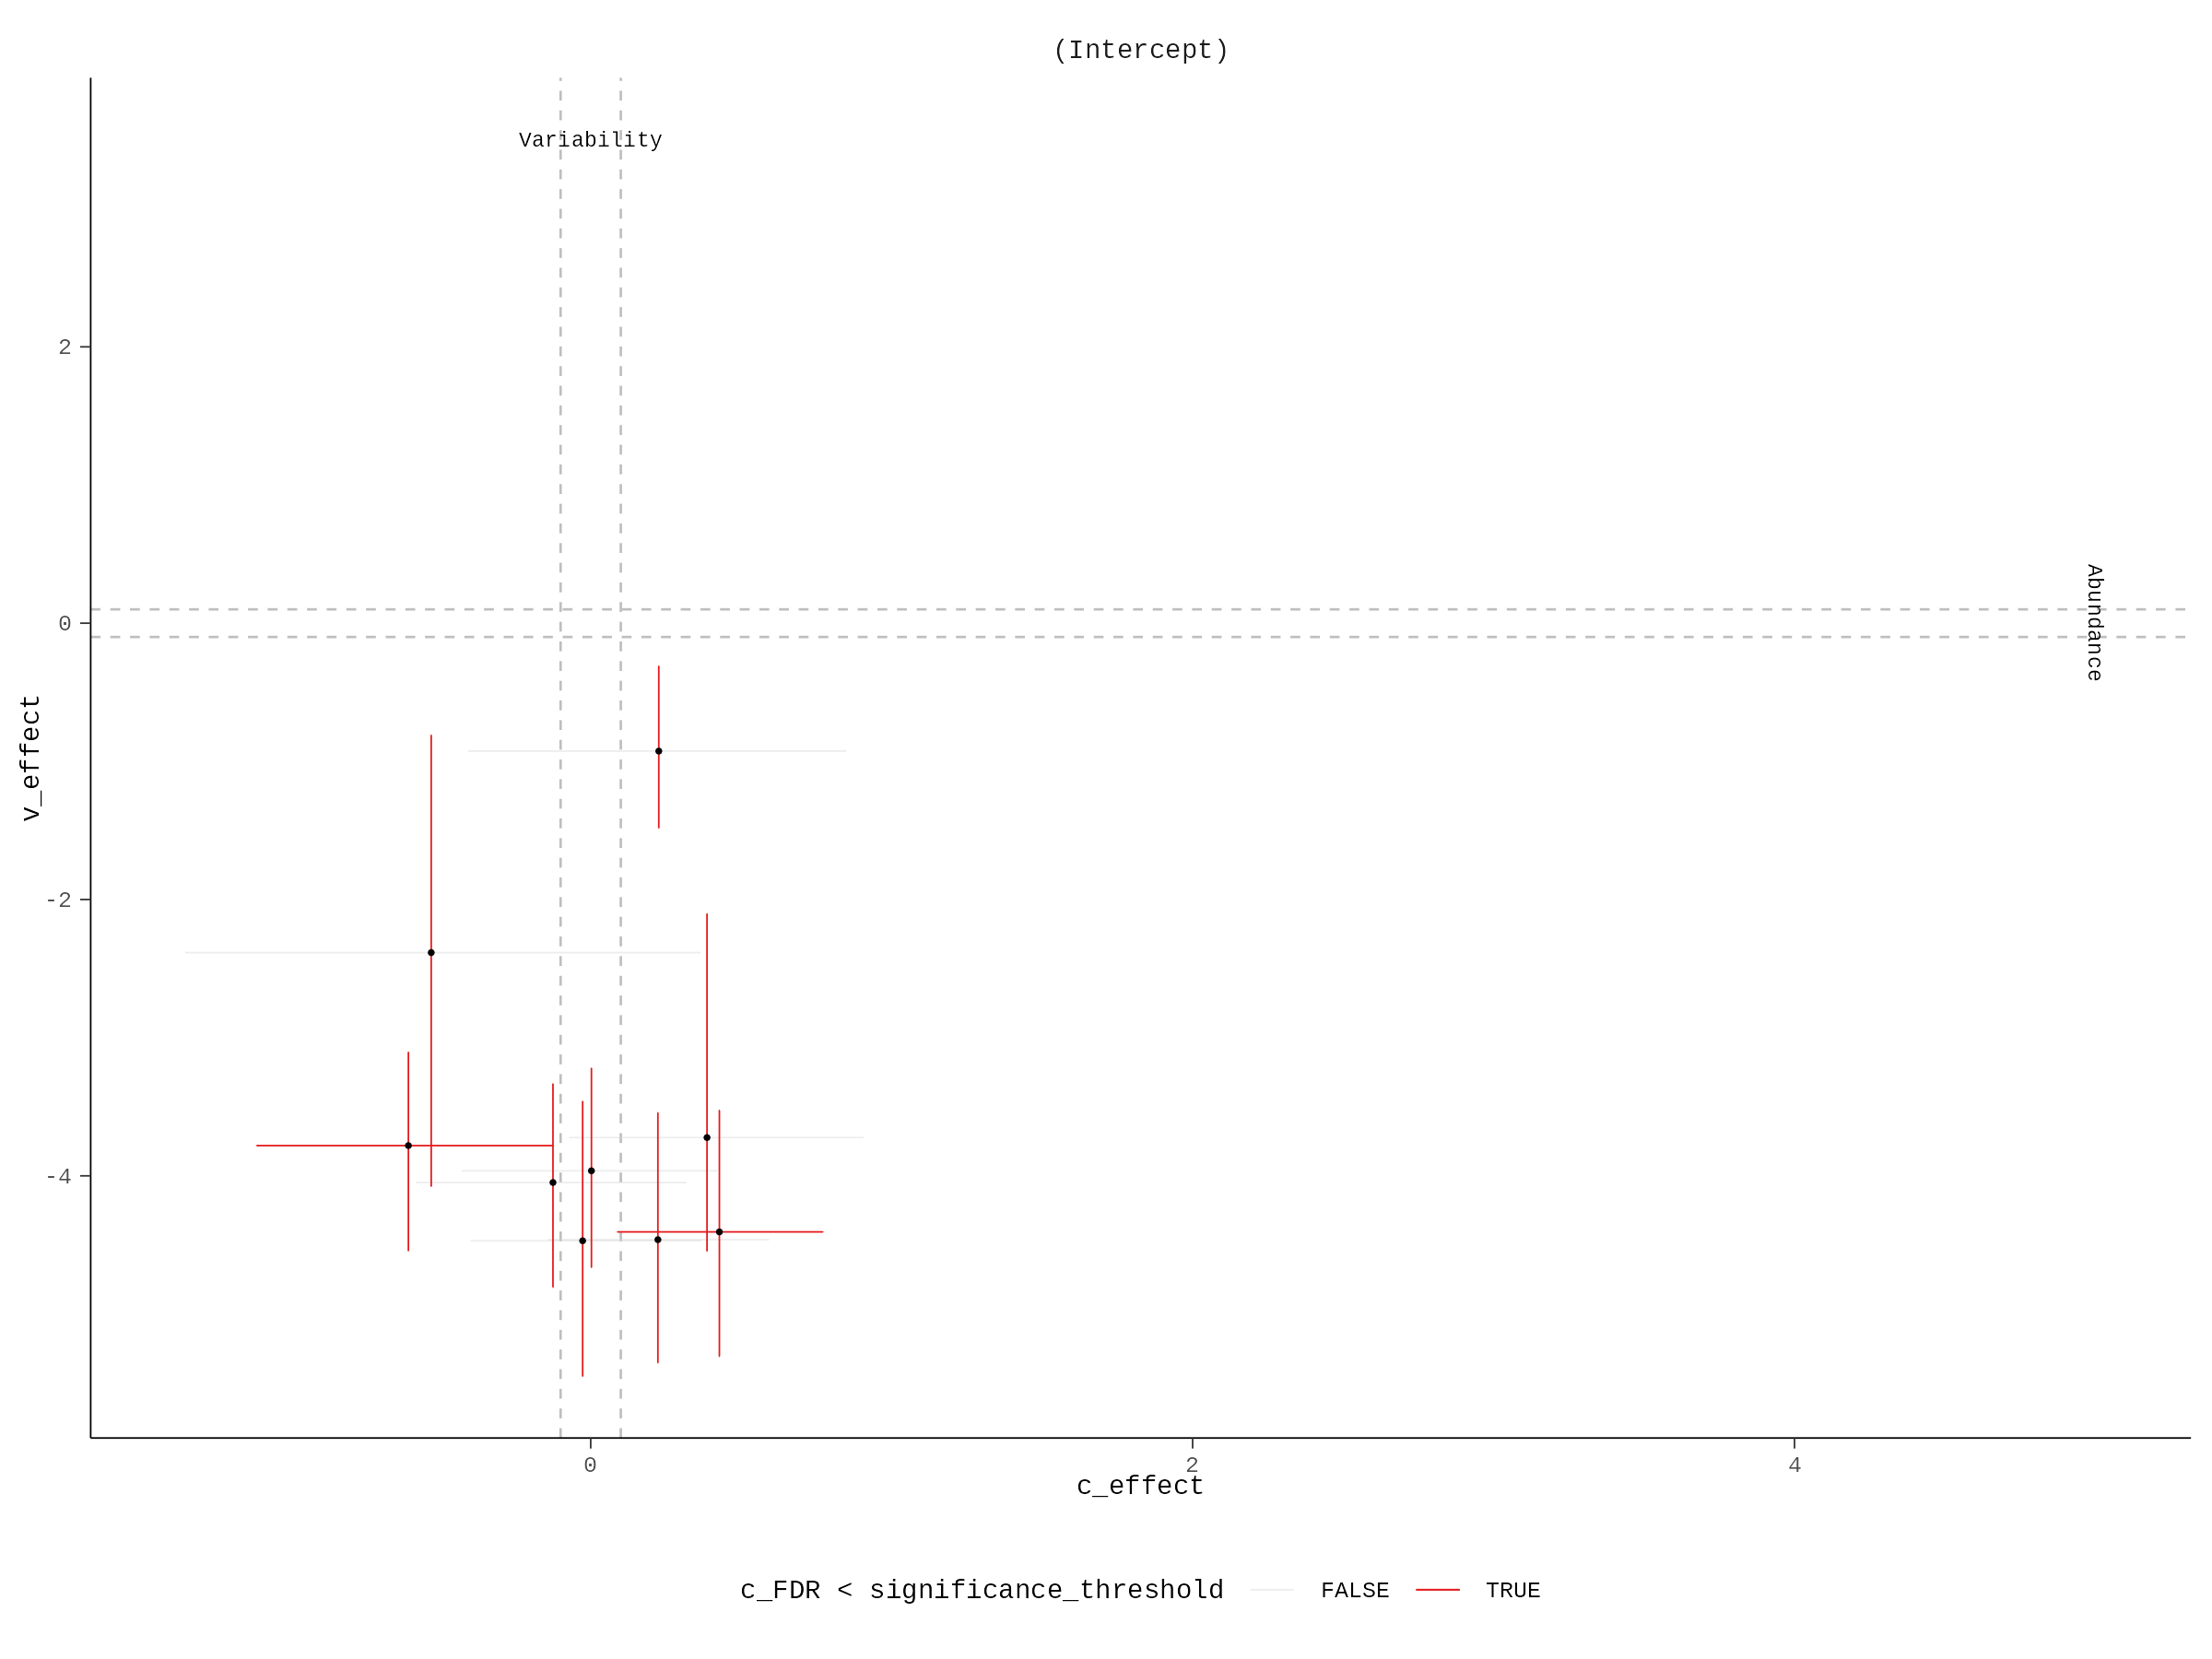 (Intercept)
Variability
2
0
-2
-4
v_effect
Abundance
0
2
4
c_effect
c_FDR < significance_threshold FALSE TRUE